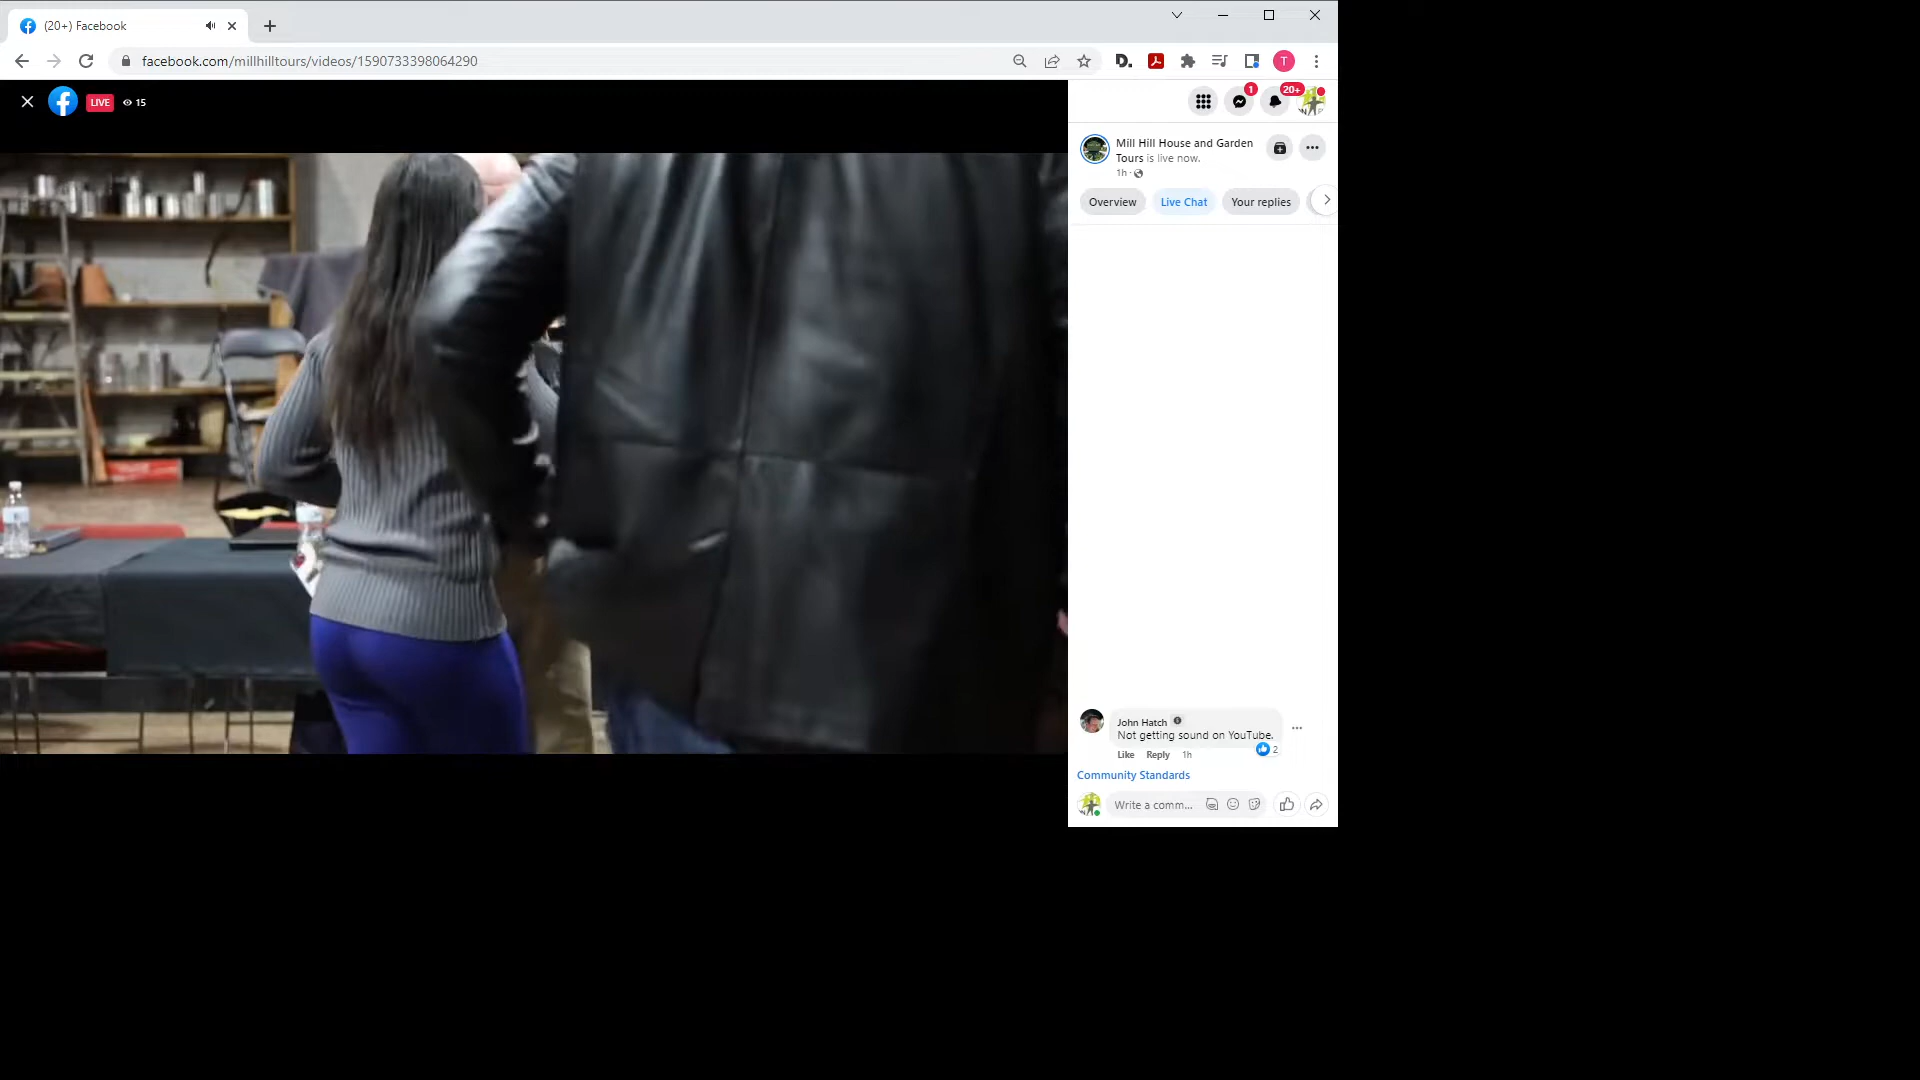 (20+) Facebook
facebook.com/millhilltours/videos/1590733398064290
T
LIVE
15
1
20+
Mill Hill House and Garden
Tours is live now.
1h ·
Overview
Live Chat
Your replies
John Hatch
Not getting sound on YouTube.
Like
Reply
1h
2
Community Standards
Write a comm...